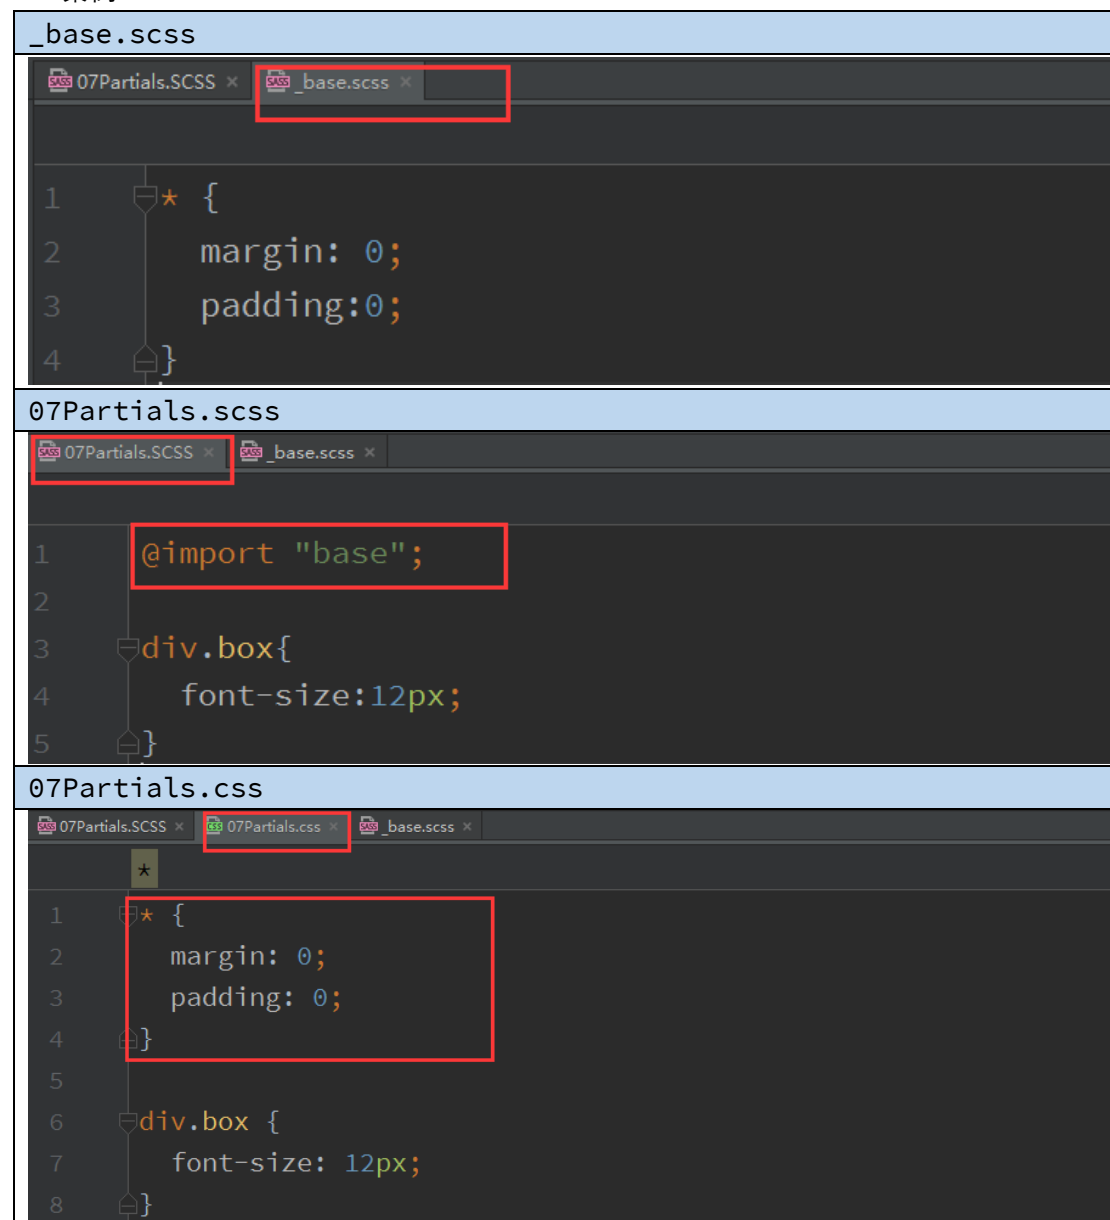 _base.scss
07Partials.SCSS × _base.scss ×
1 * {
2 margin: 0;
3 padding:0;
4 }
07Partials.scss
07Partials.SCSS × _base.scss ×
1 @import "base";
2
3 div.box{
4 font-size:12px;
5 }
07Partials.css
07Partials.SCSS × 07Partials.css × _base.scss ×
*
1 * {
2 margin: 0;
3 padding: 0;
4 }
5
6 div.box {
7 font-size: 12px;
8 }